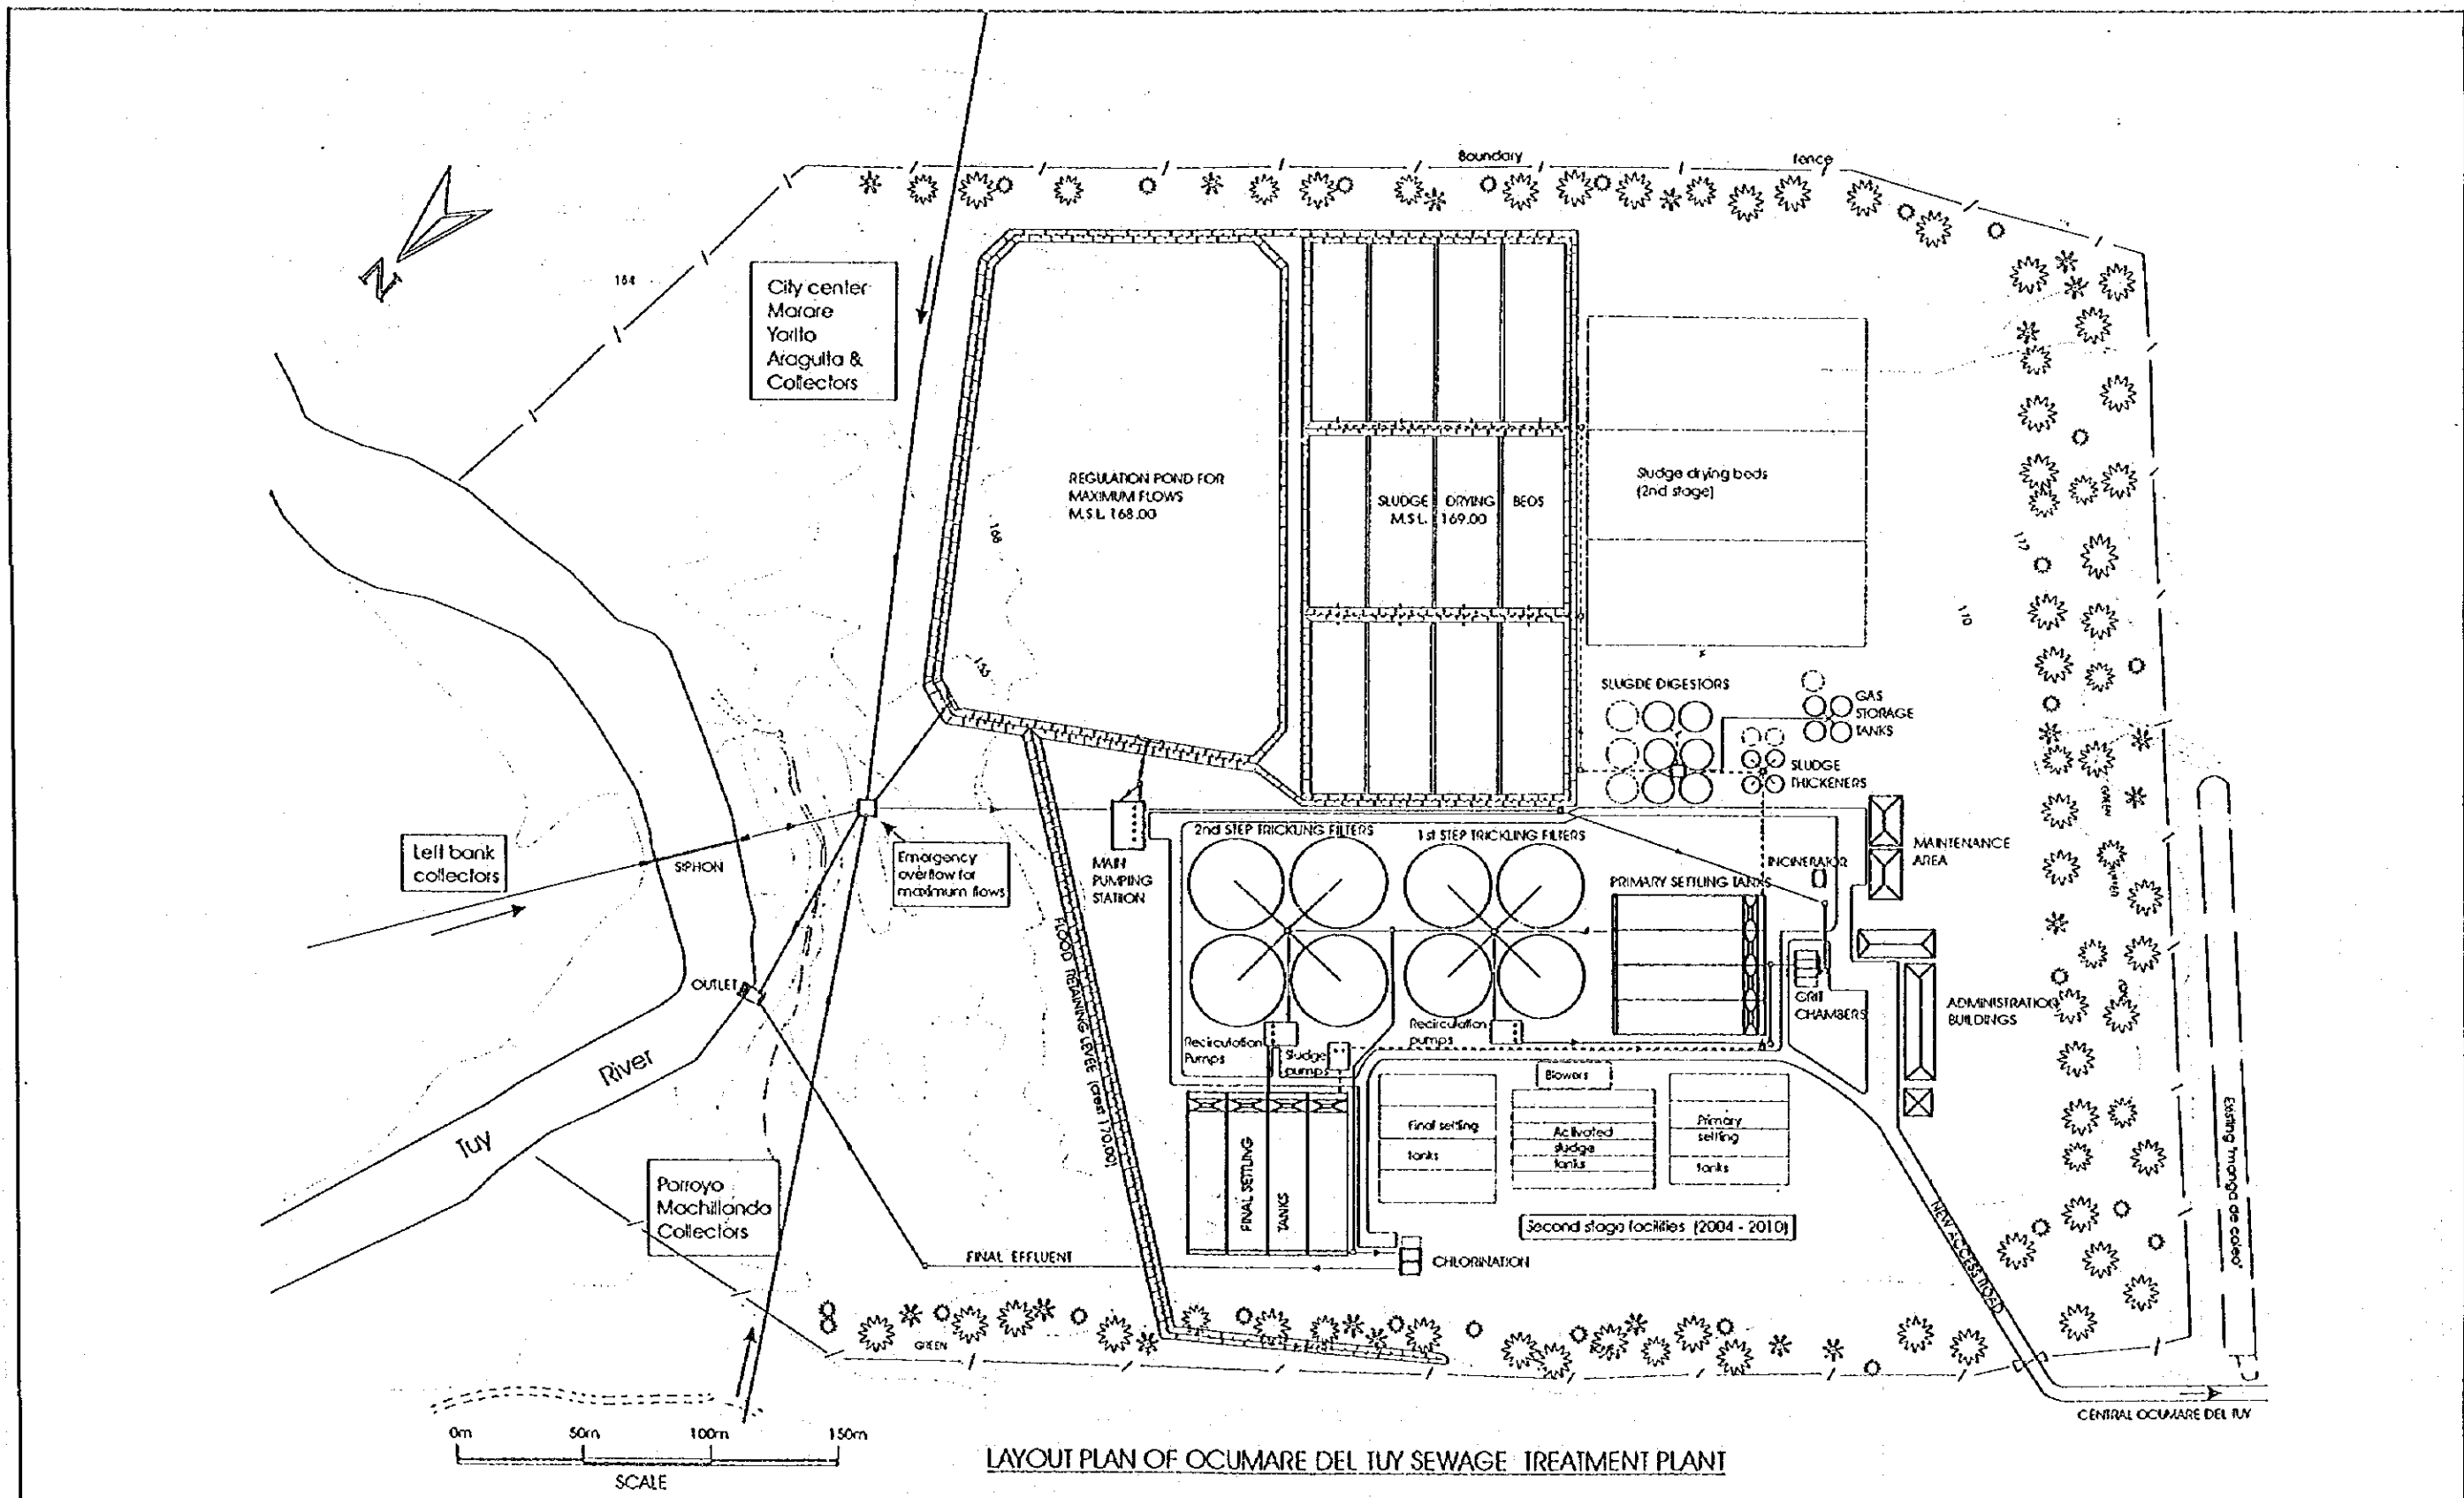 Boundary
fence
N
164
City center
Marare
Yarito
Araguita &
Collectors
REGULATION POND FOR
MAXIMUM FLOWS
M.S.L. 168.00
168
SLUDGE DRYING BEDS
M.S.L. 169.00
Sludge drying beds
(2nd stage)
170
SLUGDE DIGESTORS
GAS
STORAGE
TANKS
SLUDGE
THICKENERS
Left bank
collectors
SIPHON
Emergency
overflow for
maximum flows
MAIN
PUMPING
STATION
2nd STEP TRICKLING FILTERS
1st STEP TRICKLING FILTERS
INCINERATOR
MAINTENANCE
AREA
PRIMARY SETTLING TANKS
FLOOD RETAINING LEVEE (crest 170.00)
OUTLET
GRIT
CHAMBERS
ADMINISTRATION
BUILDINGS
Recirculation
Pumps
Sludge
pumps
Recirculation
pumps
Blowers
Final setting
tanks
Activated
sludge
tanks
Primary
setting
tanks
Tuy River
Porroyo
Machillanda
Collectors
FINAL SETTLING
TANKS
Second stage facilities (2004 - 2010)
FINAL EFFLUENT
CHLORINATION
NEW ACCESS ROAD
Existing "manga de coleo"
GREEN
CENTRAL OCUMARE DEL TUY
0m 50m 100m 150m
SCALE
LAYOUT PLAN OF OCUMARE DEL TUY SEWAGE TREATMENT PLANT